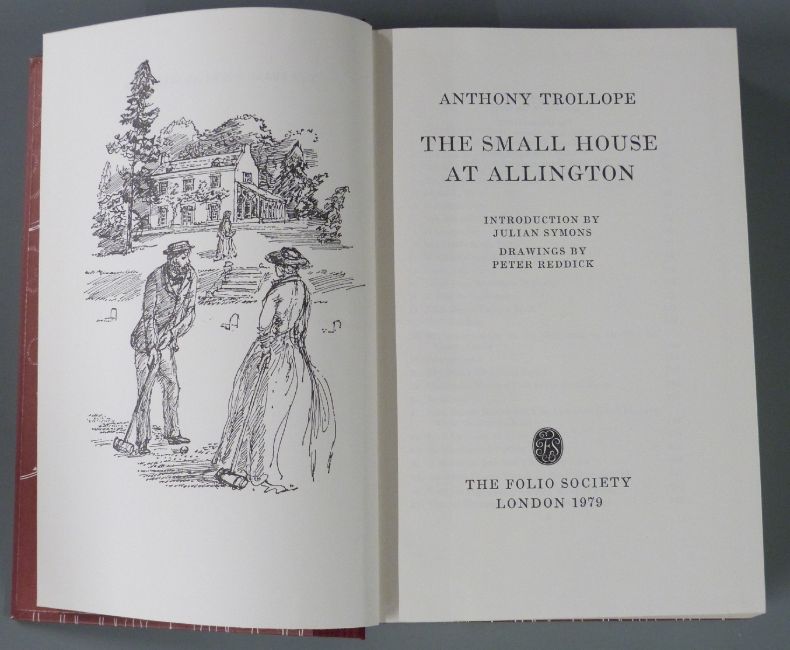 ANTHONY TROLLOPE
THE SMALL HOUSE
AT ALLINGTON
INTRODUCTION BY
JULIAN SYMONS
DRAWINGS BY
PETER REDDICK
THE FOLIO SOCIETY
LONDON 1979